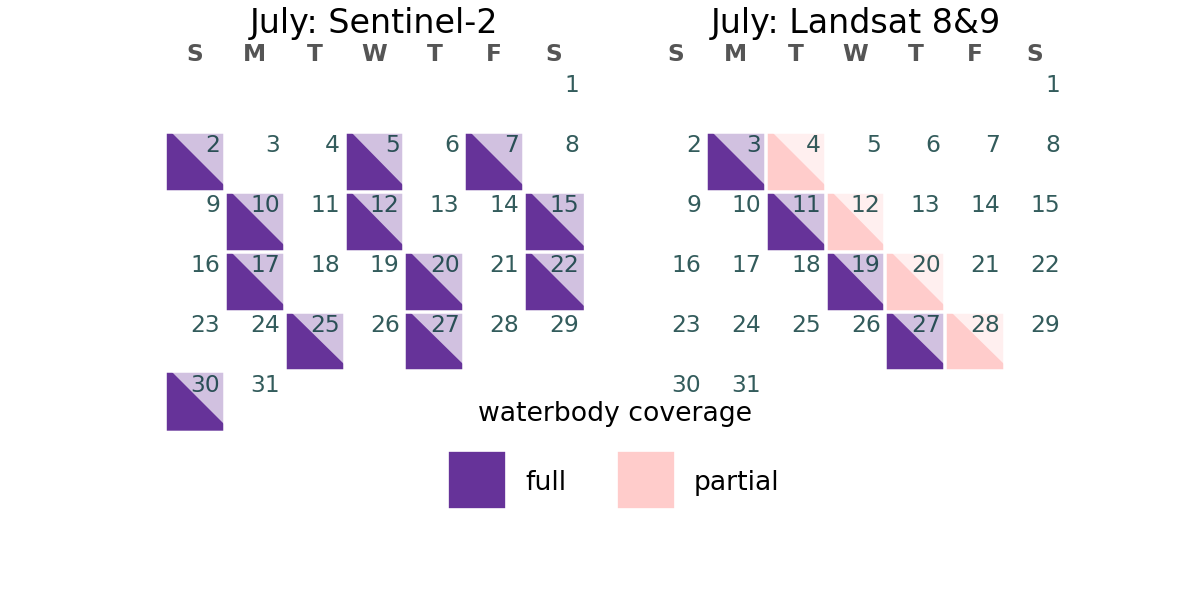 July: Sentinel-2
S M T W T F S
1
2 3 4 5 6 7 8
9 10 11 12 13 14 15
16 17 18 19 20 21 22
23 24 25 26 27 28 29
30 31
July: Landsat 8&9
S M T W T F S
1
2 3 4 5 6 7 8
9 10 11 12 13 14 15
16 17 18 19 20 21 22
23 24 25 26 27 28 29
30 31
waterbody coverage
full partial